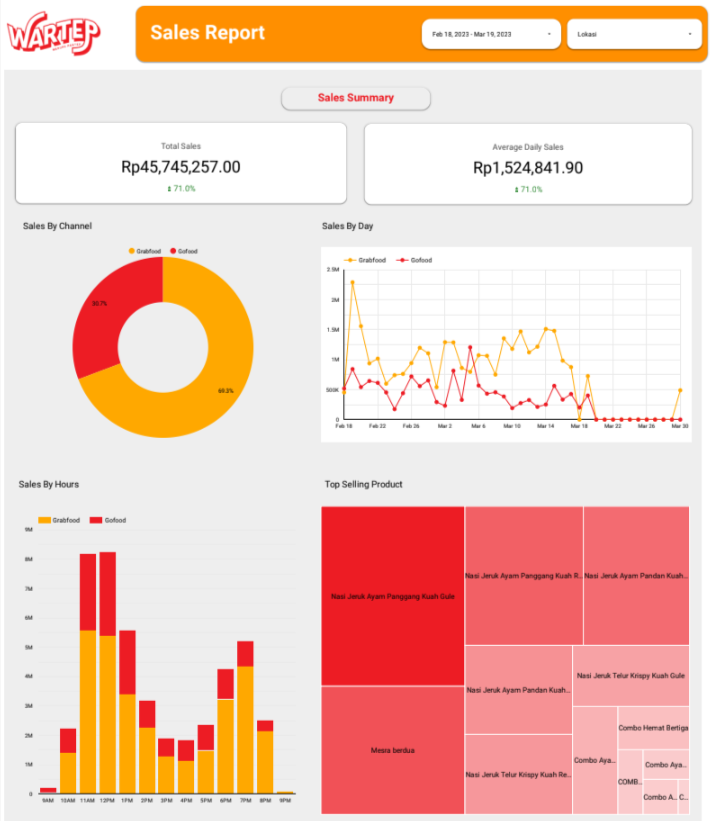 WARTEP
Sales Report
Feb 18, 2023 - Mar 19, 2023
Lokasi
Sales Summary
Total Sales
Rp45,745,257.00
71.0%
Average Daily Sales
Rp1,524,841.90
71.0%
Sales By Channel
Grabfood Gofood
30.7%
69.3%
Sales By Day
Grabfood Gofood
2.5M
2M
1.5M
1M
500K
0
Feb 18 Feb 22 Feb 26 Mar 2 Mar 6 Mar 10 Mar 14 Mar 18 Mar 22 Mar 26 Mar 30
Sales By Hours
Grabfood Gofood
9M
8M
7M
6M
5M
4M
3M
2M
1M
0
9AM 10AM 11AM 12PM 1PM 2PM 3PM 4PM 5PM 6PM 7PM 8PM 9PM
Top Selling Product
Nasi Jeruk Ayam Panggang Kuah Gule
Nasi Jeruk Ayam Panggang Kuah R...
Nasi Jeruk Ayam Pandan Kuah...
Mesra berdua
Nasi Jeruk Ayam Pandan Kuah...
Nasi Jeruk Telur Krispy Kuah Gule
Nasi Jeruk Telur Krispy Kuah Re...
Combo Aya...
Combo Hemat Bertiga
COMB...
Combo Aya...
Combo A...
C...